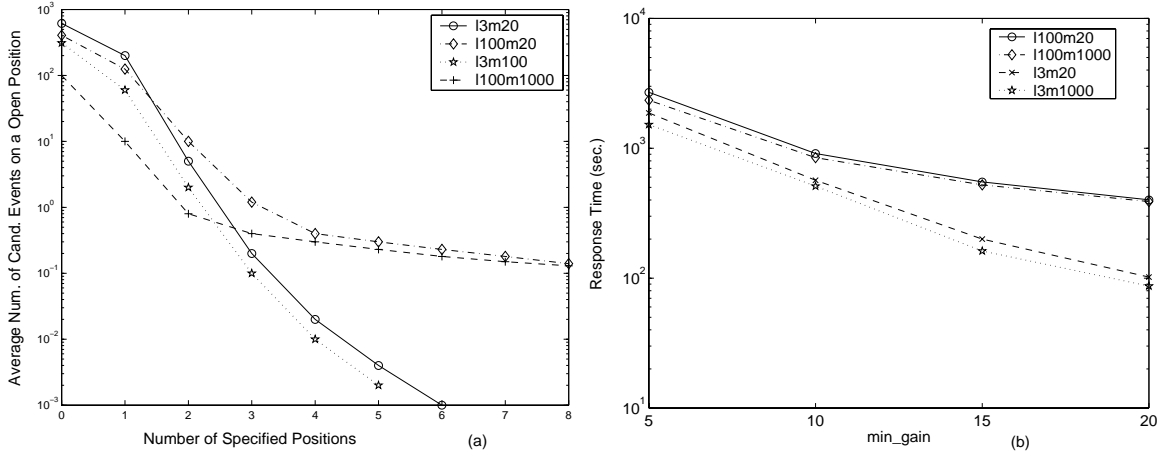 Average Num. of Cand. Events on a Open Position
10^3
10^2
10^1
10^0
10^-1
10^-2
10^-3
0 1 2 3 4 5 6 7 8
Number of Specified Positions
(a)
l3m20
l100m20
l3m100
l100m1000
Response Time (sec.)
10^4
10^3
10^2
10^1
5 10 15 20
min_gain
(b)
l100m20
l100m1000
l3m20
l3m1000